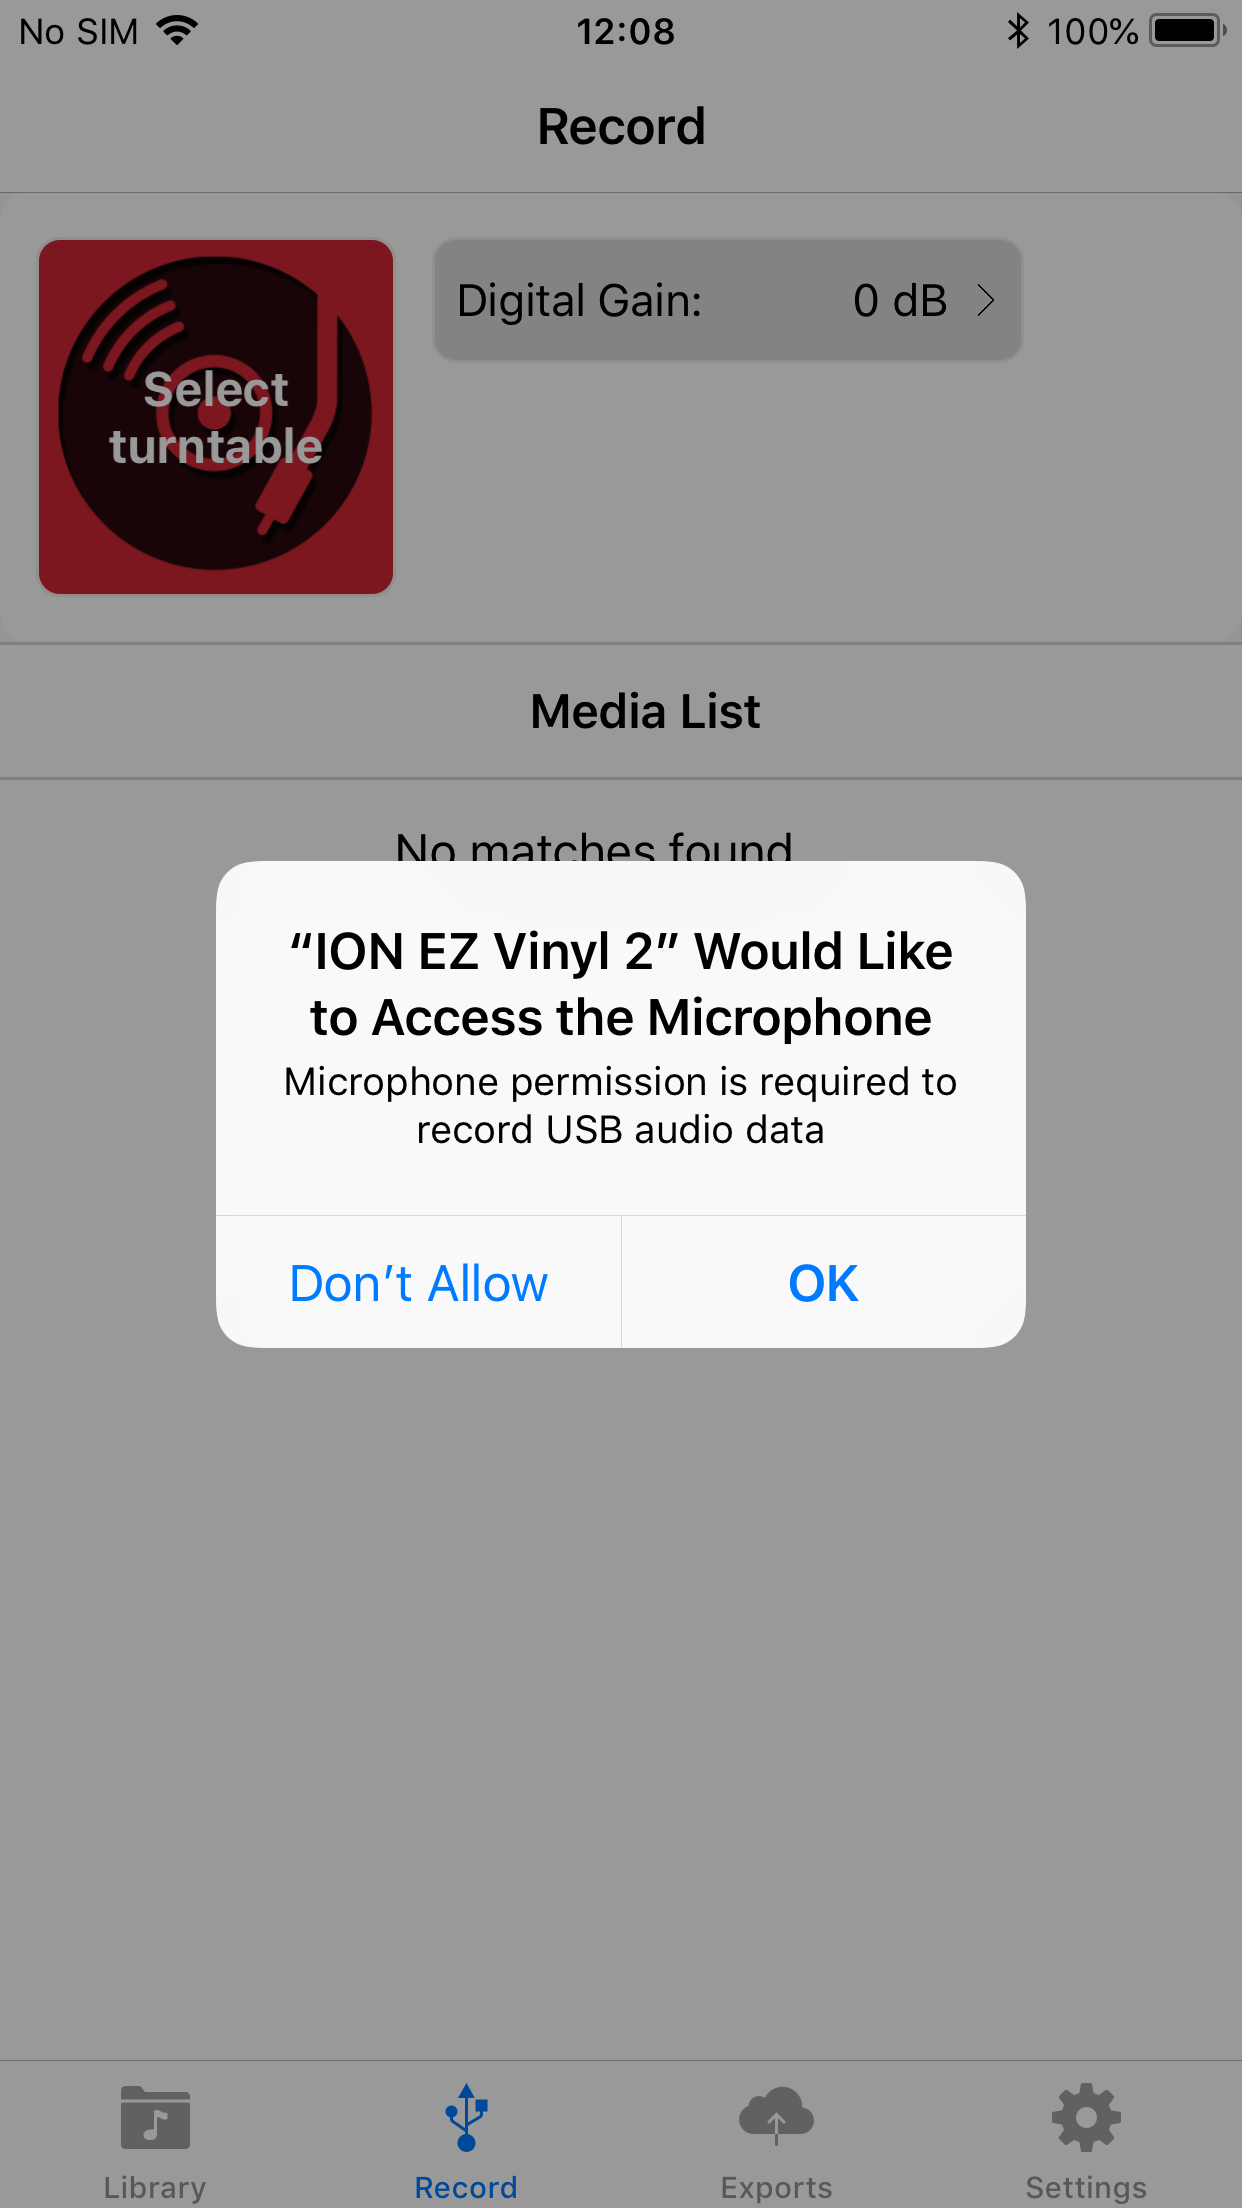 No SIM 12:08 100%
Record
Digital Gain: 0 dB
Select
turntable
Media List
No matches found
“ION EZ Vinyl 2” Would Like
to Access the Microphone
Microphone permission is required to
record USB audio data
Don’t Allow OK
Library Record Exports Settings